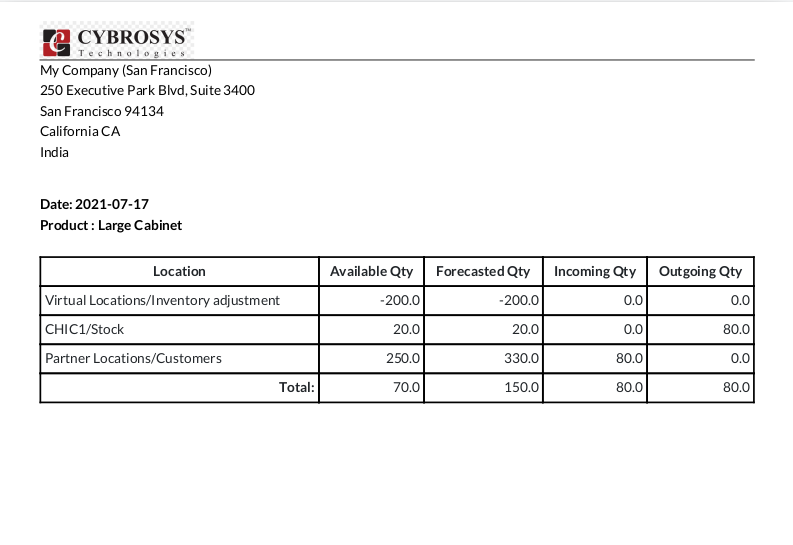 CYBROSYS™
Technologies
My Company (San Francisco)
250 Executive Park Blvd, Suite 3400
San Francisco 94134
California CA
India
Date: 2021-07-17
Product : Large Cabinet
Location Available Qty Forecasted Qty Incoming Qty Outgoing Qty
Virtual Locations/Inventory adjustment -200.0 -200.0 0.0 0.0
CHIC1/Stock 20.0 20.0 0.0 80.0
Partner Locations/Customers 250.0 330.0 80.0 0.0
Total: 70.0 150.0 80.0 80.0